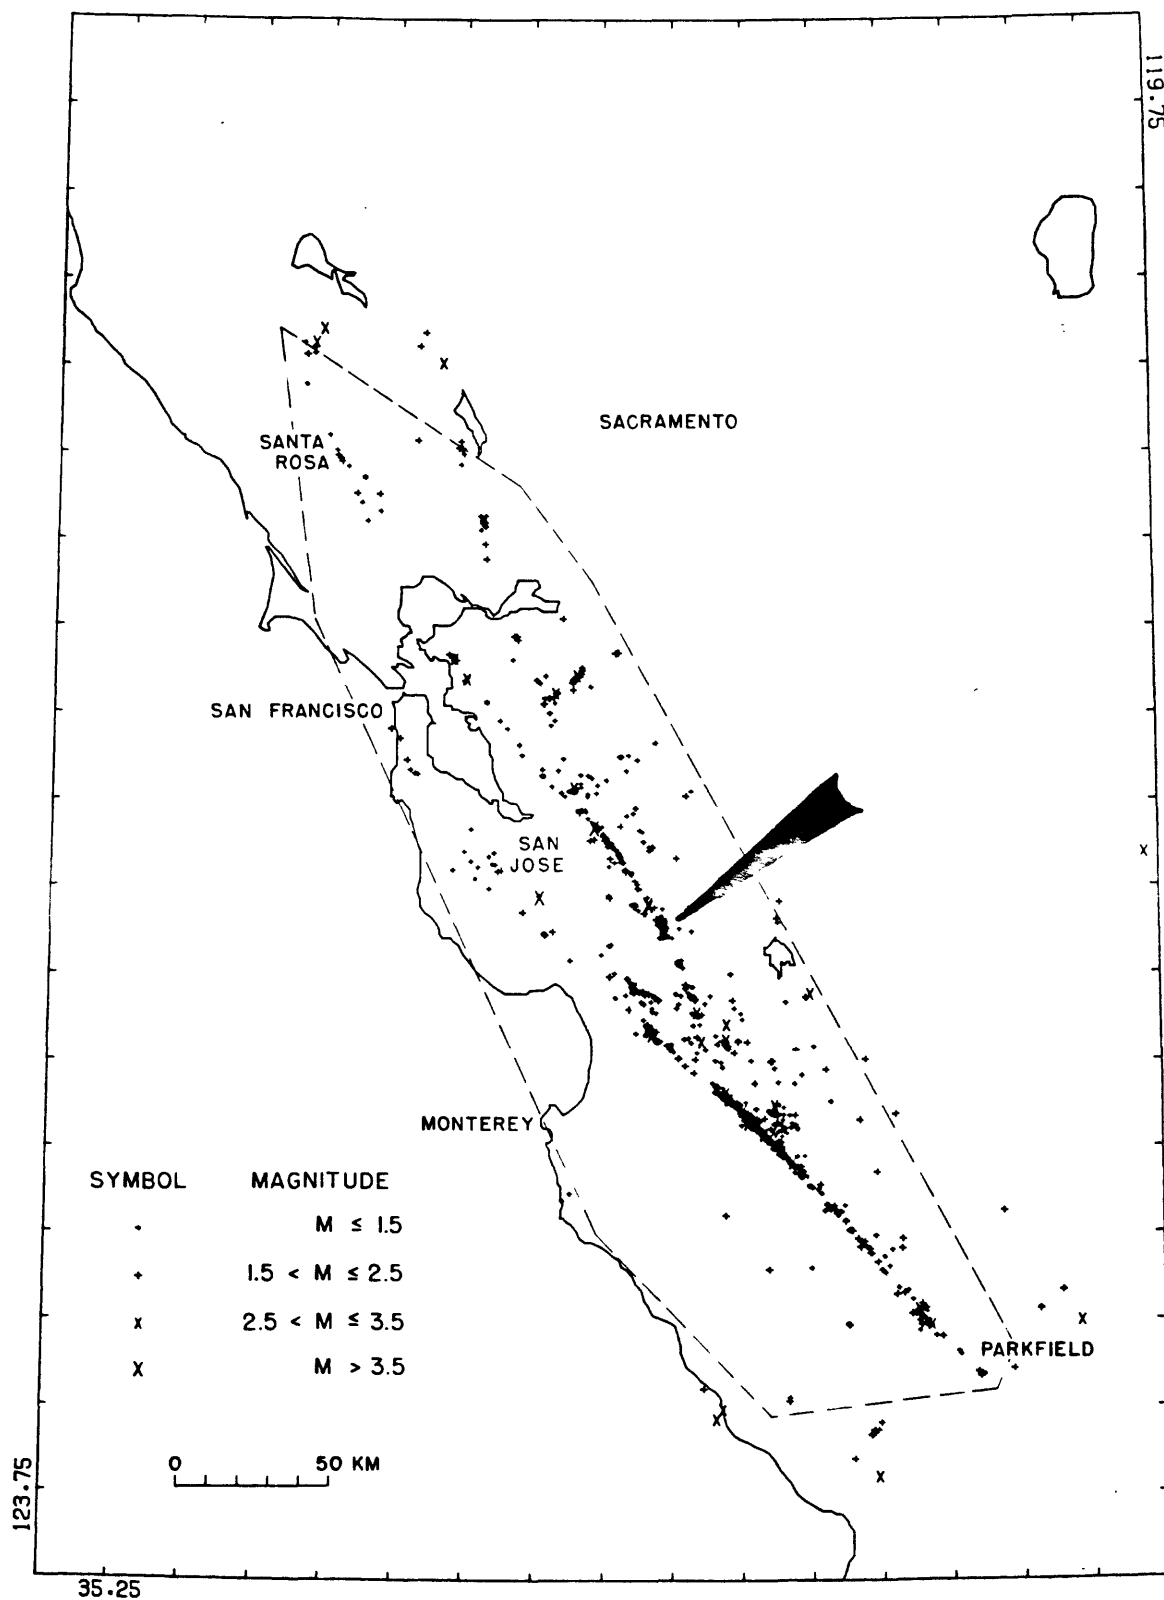 119.75
SACRAMENTO
SANTA
ROSA
SAN FRANCISCO
SAN
JOSE
MONTEREY
SYMBOL MAGNITUDE
M ≤ 1.5
1.5 < M ≤ 2.5
2.5 < M ≤ 3.5
M > 3.5
PARKFIELD
0 50 KM
123.75
35.25